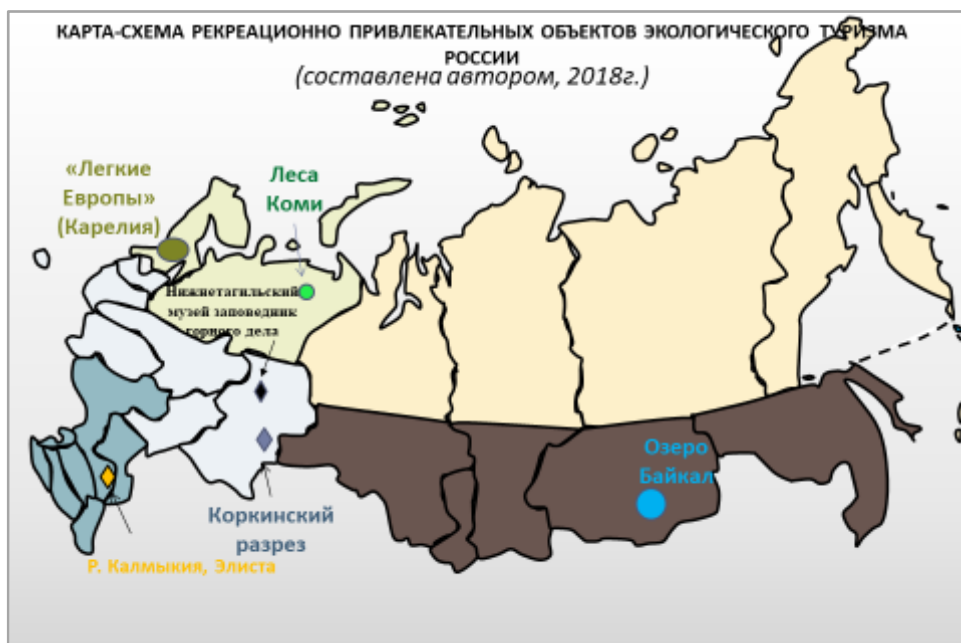 КАРТА-СХЕМА РЕКРЕАЦИОННО ПРИВЛЕКАТЕЛЬНЫХ ОБЪЕКТОВ ЭКОЛОГИЧЕСКОГО ТУРИЗМА
РОССИИ
(составлена автором, 2018г.)
«Легкие
Европы»
(Карелия)
Леса
Коми
Нижнетагильский
музей заповедник
горного дела
Озеро
Байкал
Коркинский
разрез
Р. Калмыкия, Элиста